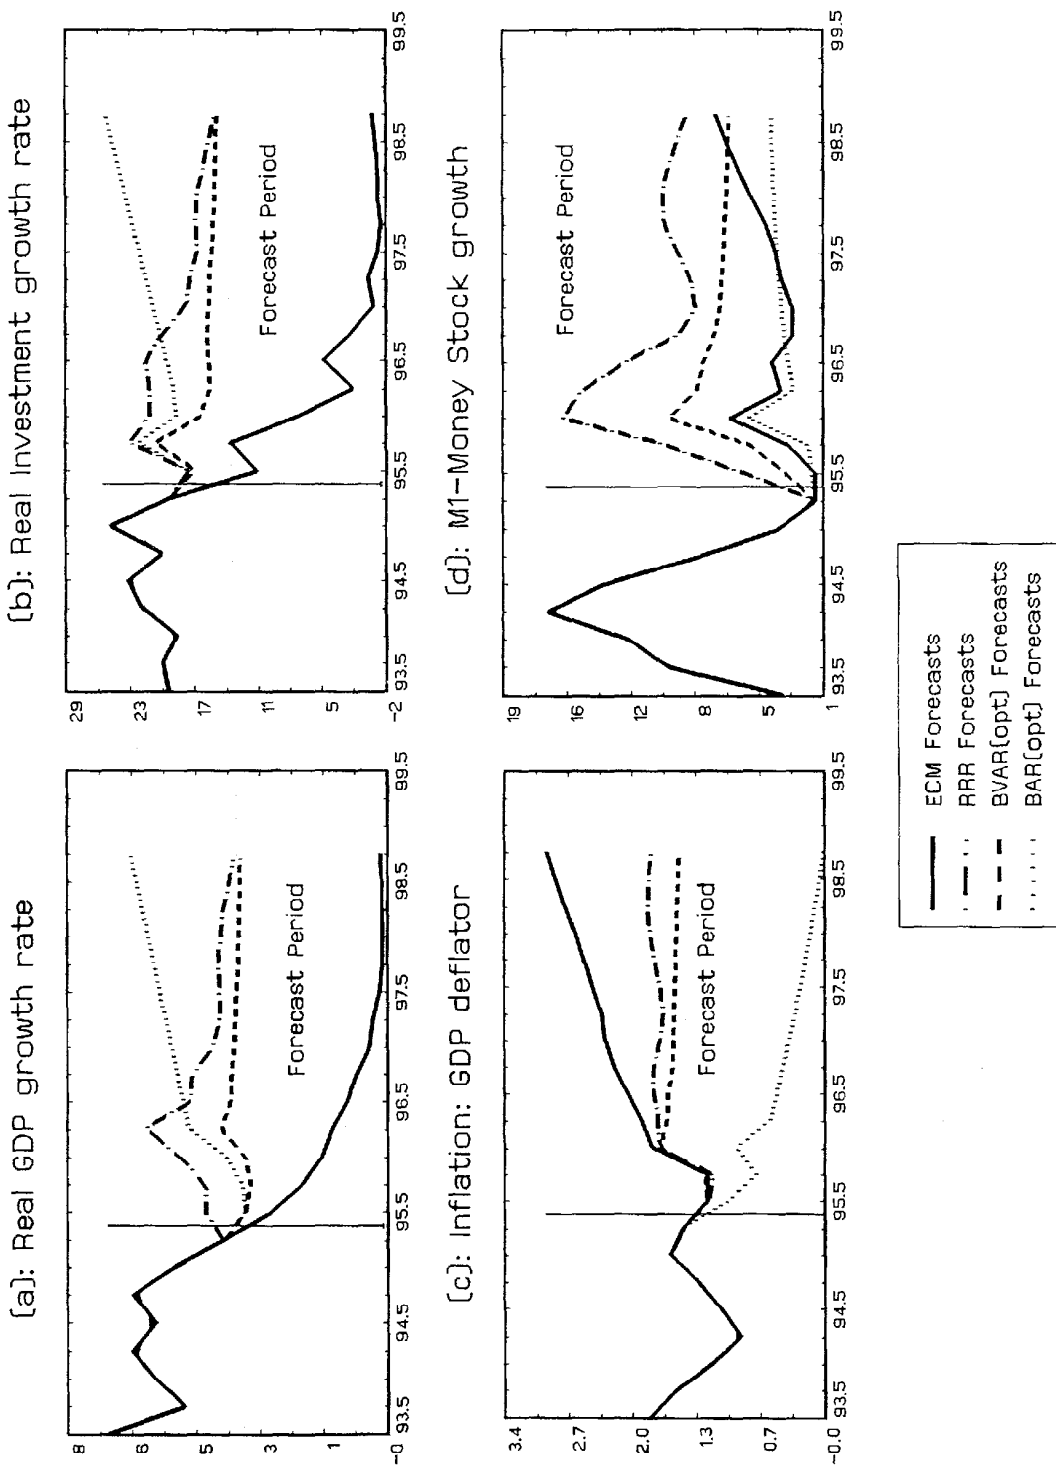 (a): Real GDP growth rate
8
6
5
3
1
-0
93.5 94.5 95.5 96.5 97.5 98.5 99.5
Forecast Period
(b): Real Investment growth rate
29
23
17
11
5
-2
93.5 94.5 95.5 96.5 97.5 98.5 99.5
Forecast Period
(c): Inflation: GDP deflator
3.4
2.7
2.0
1.3
0.7
-0.0
93.5 94.5 95.5 96.5 97.5 98.5 99.5
Forecast Period
(d): M1-Money Stock growth
19
16
12
8
5
1
93.5 94.5 95.5 96.5 97.5 98.5 99.5
Forecast Period
ECM Forecasts
RRR Forecasts
BVAR(opt) Forecasts
BAR(opt) Forecasts